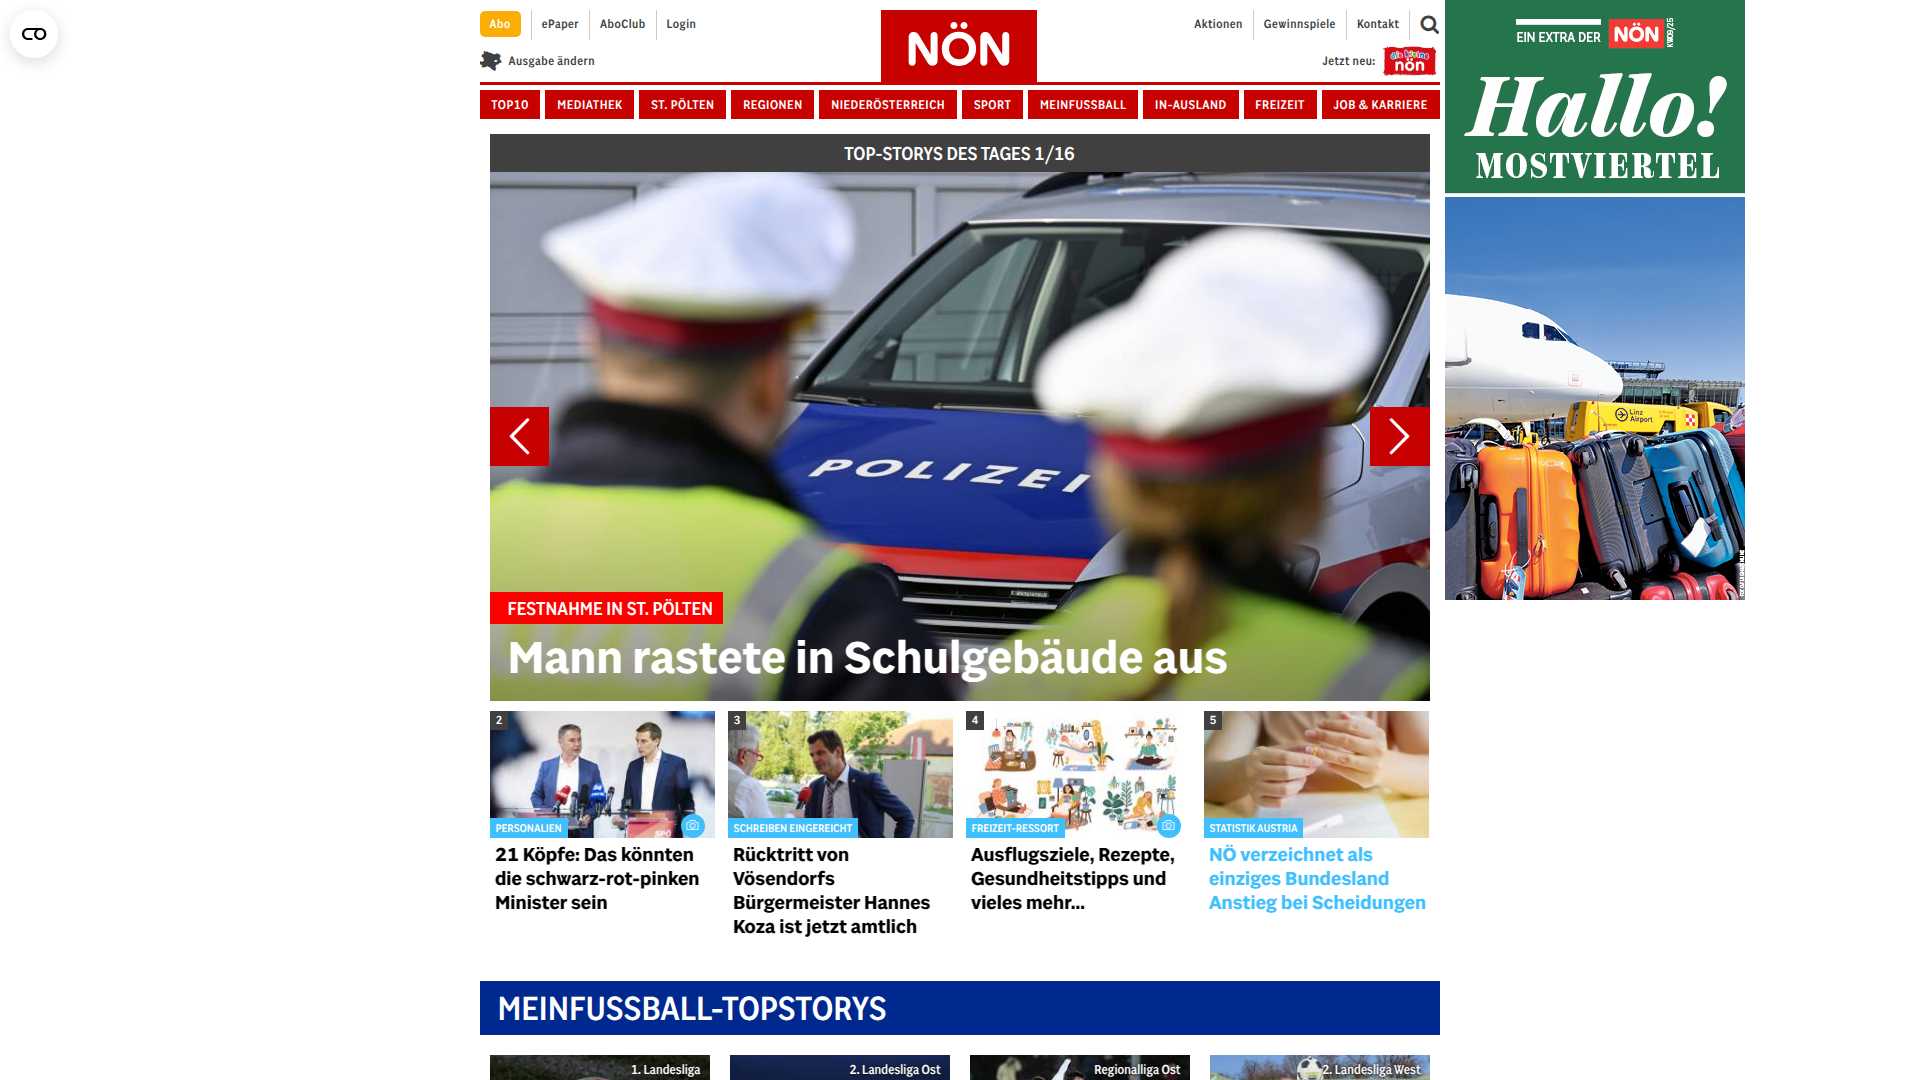 Abo
ePaper
AboClub
Login
NÖN
Aktionen
Gewinnspiele
Kontakt
Ausgabe ändern
Jetzt neu:
die kleine
nön
TOP10
MEDIATHEK
ST. PÖLTEN
REGIONEN
NIEDERÖSTERREICH
SPORT
MEINFUSSBALL
IN-AUSLAND
FREIZEIT
JOB & KARRIERE
EIN EXTRA DER NÖN
KW09/25
Hallo!
MOSTVIERTEL
Linz
Airport
TOP-STORYS DES TAGES 1/16
POLIZEI
FESTNAHME IN ST. PÖLTEN
Mann rastete in Schulgebäude aus
2
PERSONALIEN
SPÖ
21 Köpfe: Das könnten
die schwarz-rot-pinken
Minister sein
3
SCHREIBEN EINGEREICHT
Rücktritt von
Vösendorfs
Bürgermeister Hannes
Koza ist jetzt amtlich
4
FREIZEIT-RESSORT
Ausflugsziele, Rezepte,
Gesundheitstipps und
vieles mehr...
5
STATISTIK AUSTRIA
NÖ verzeichnet als
einziges Bundesland
Anstieg bei Scheidungen
MEINFUSSBALL-TOPSTORYS
1. Landesliga
2. Landesliga Ost
Regionalliga Ost
2. Landesliga West